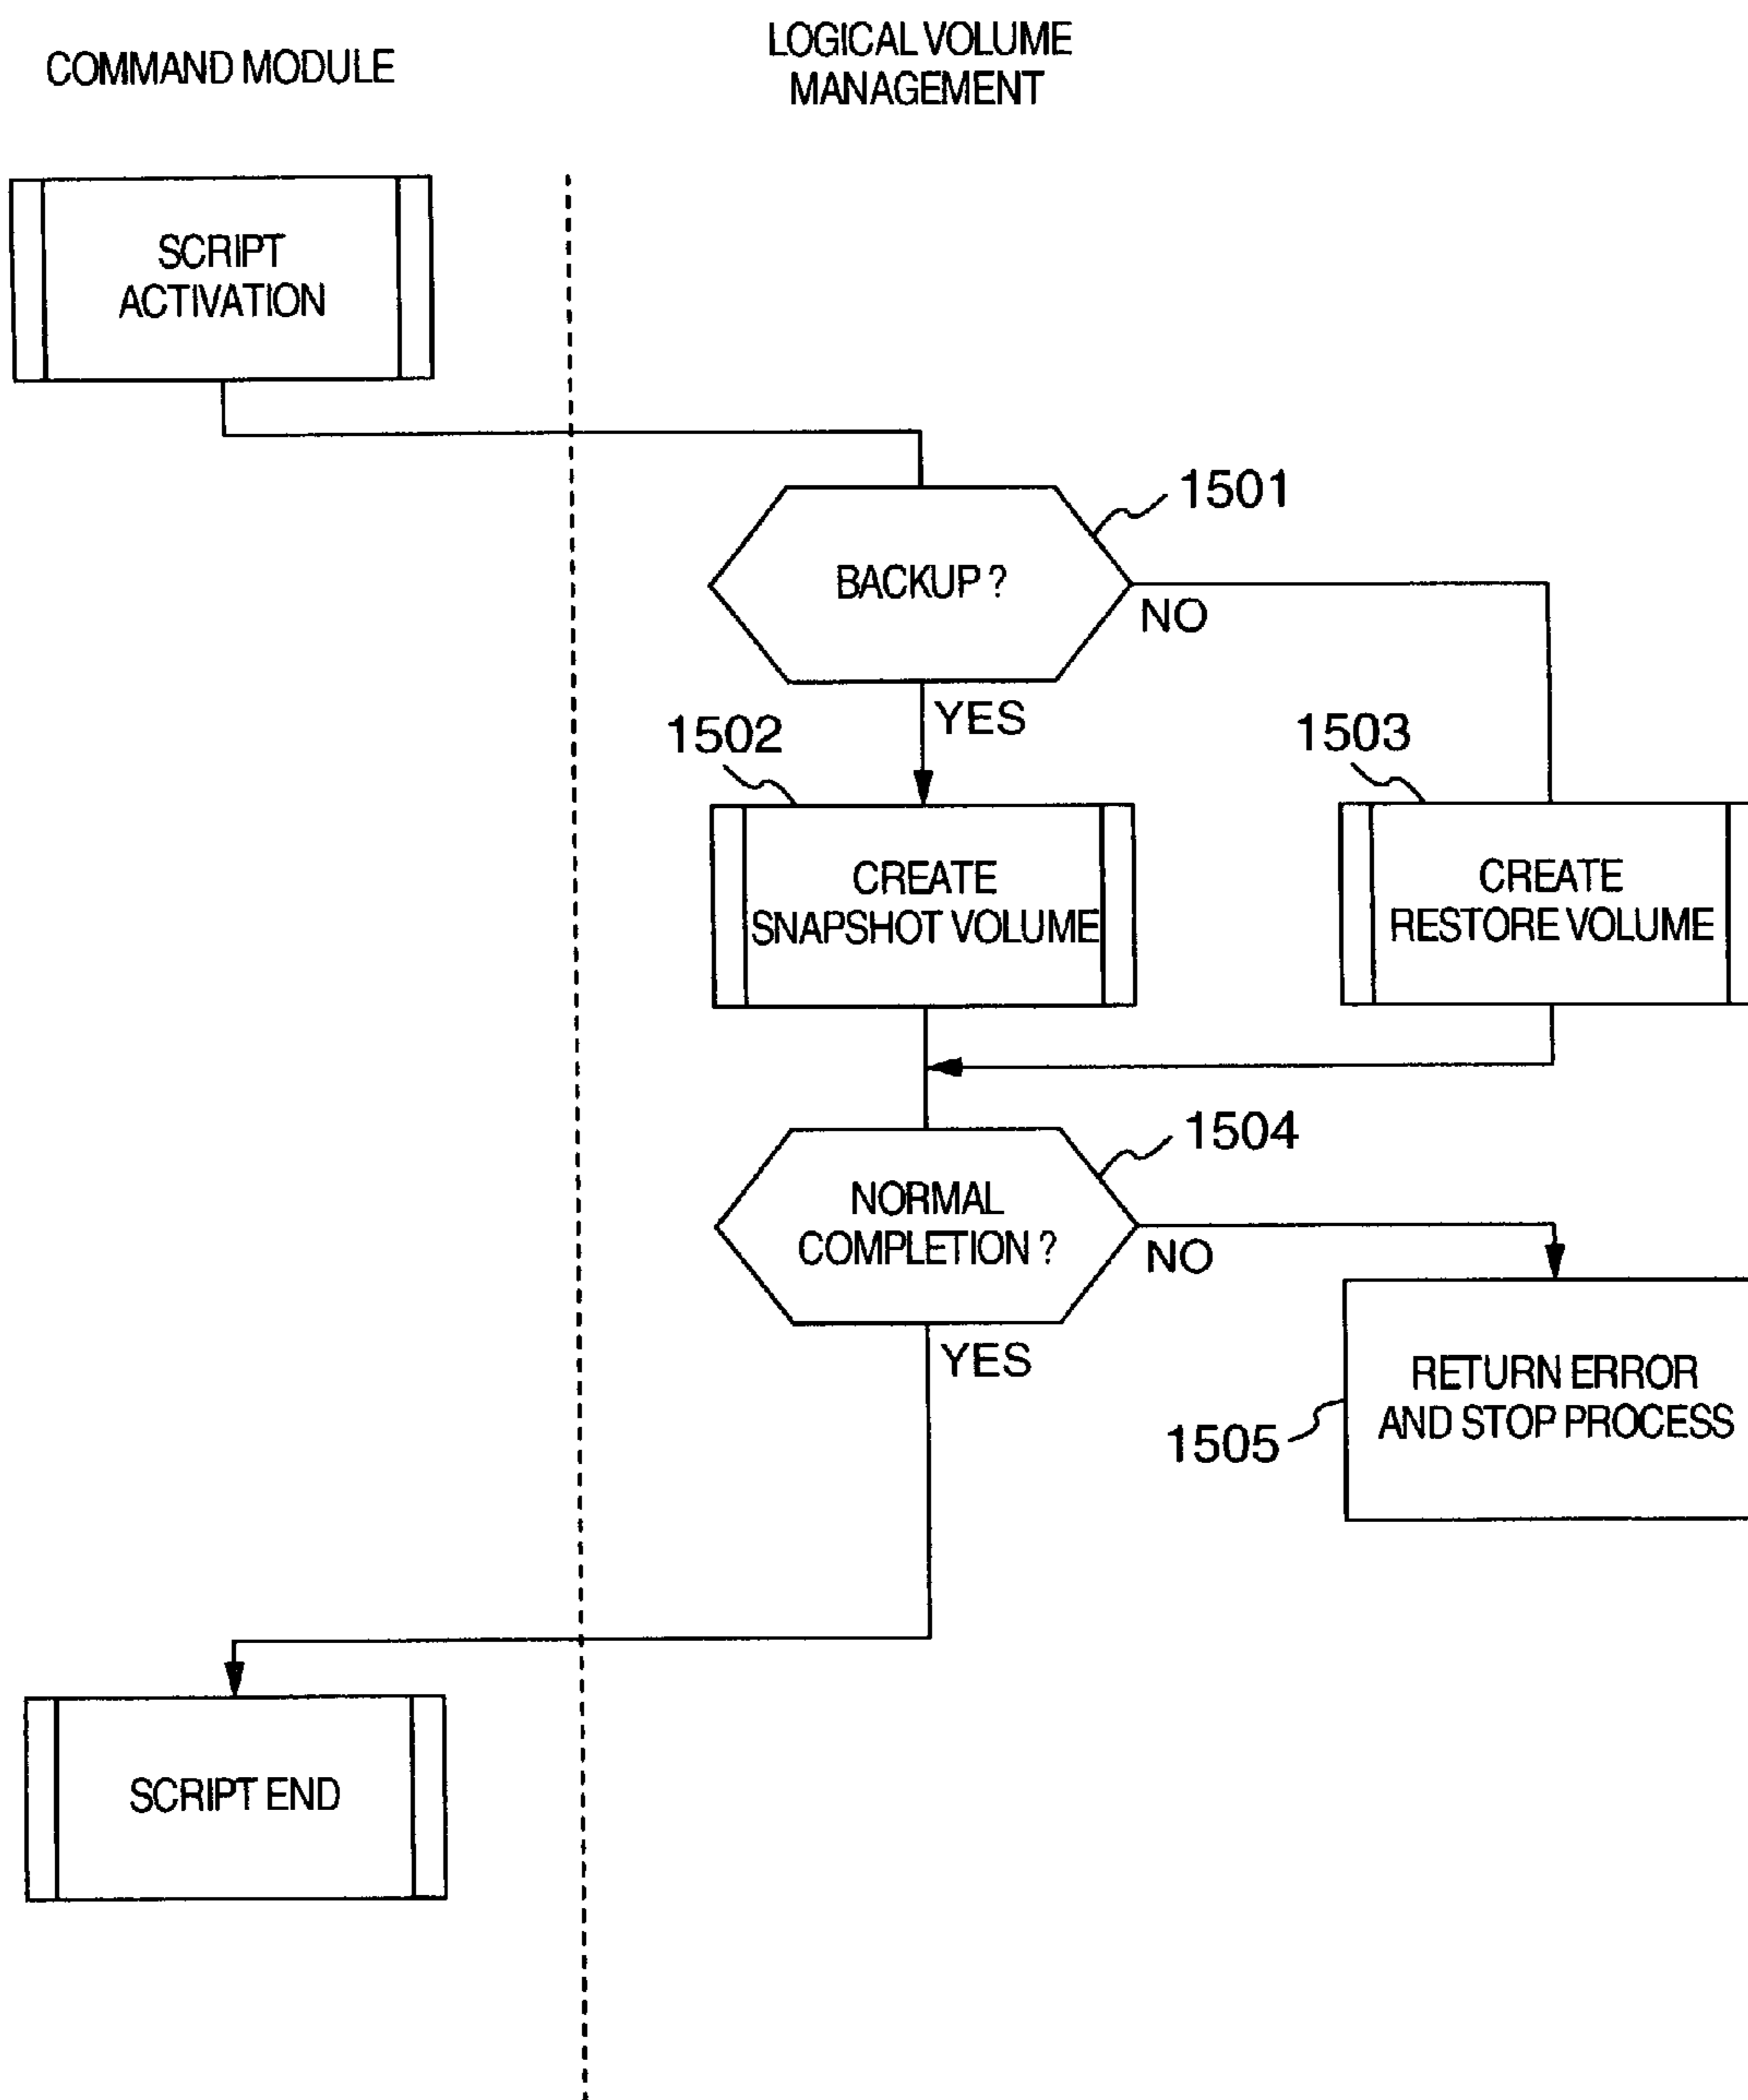 COMMAND MODULE
LOGICAL VOLUME
MANAGEMENT
SCRIPT
ACTIVATION
1501
BACKUP ?
NO
YES
1502
1503
CREATE
SNAPSHOT VOLUME
CREATE
RESTORE VOLUME
1504
NORMAL
COMPLETION ?
NO
YES
RETURN ERROR
AND STOP PROCESS
1505
SCRIPT END